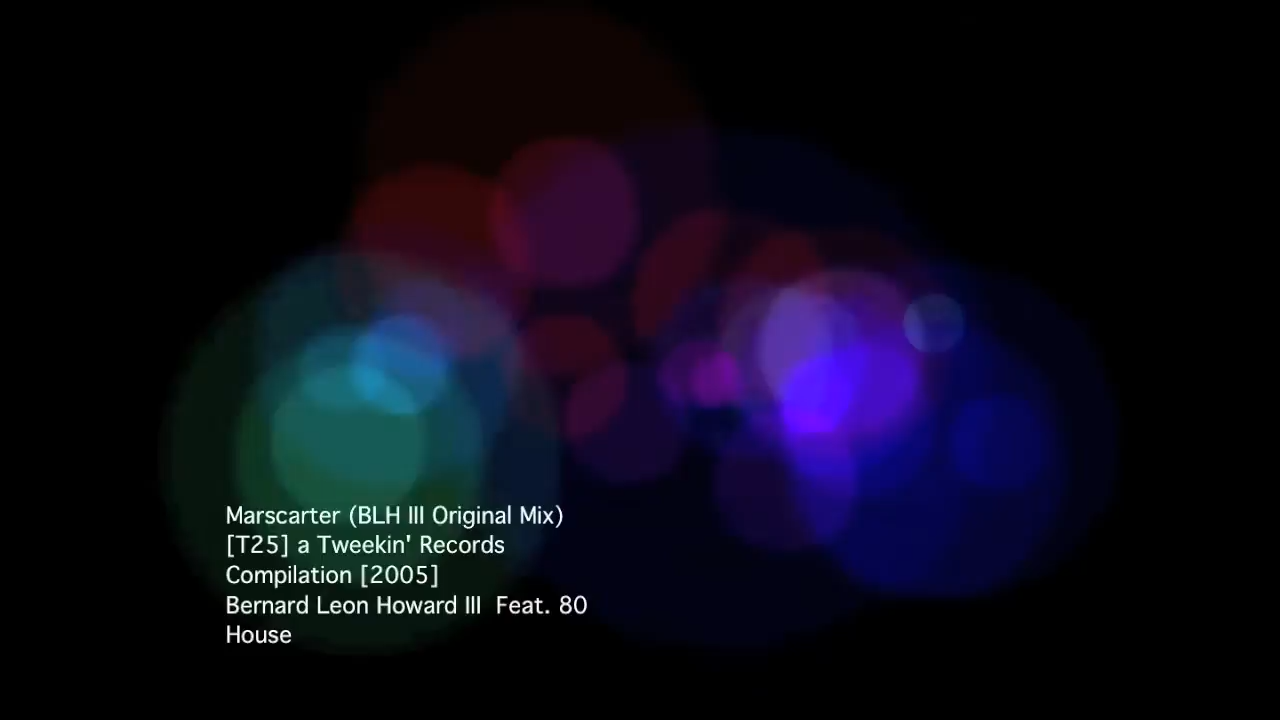 Marscarter (BLH III Original Mix)
[T25] a Tweekin' Records
Compilation [2005]
Bernard Leon Howard III  Feat. 80
House